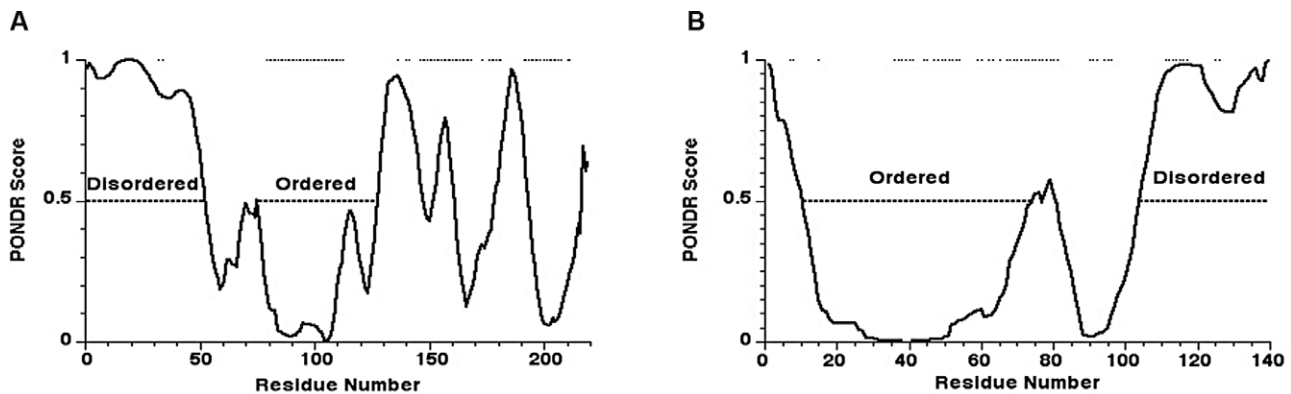 A
B
1
0.5
0
PONDR Score
Disordered
Ordered
0 50 100 150 200
Residue Number
1
0.5
0
PONDR Score
Ordered
Disordered
0 20 40 60 80 100 120 140
Residue Number